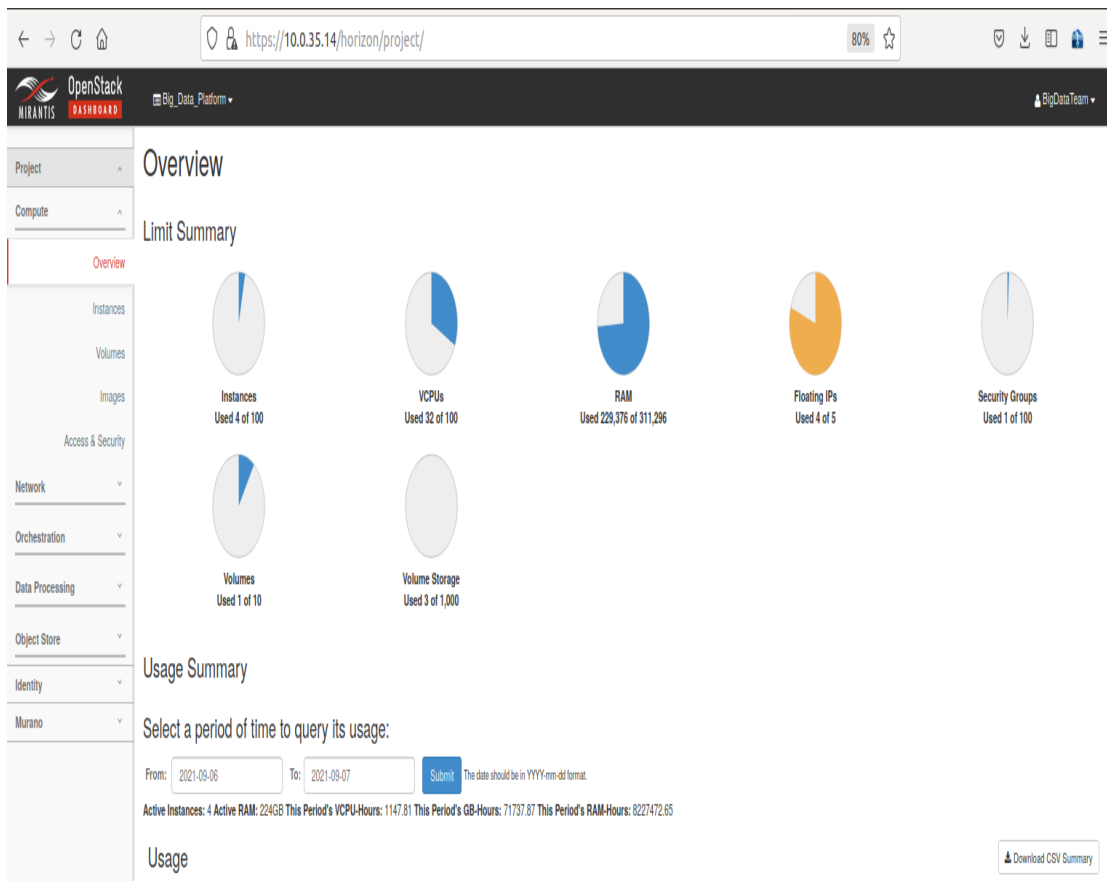 https://10.0.35.14/horizon/project/
80%
MIRANTIS
OpenStack
DASHBOARD
Big_Data_Platform
BigDataTeam
Project
Compute
Overview
Instances
Volumes
Images
Access & Security
Network
Orchestration
Data Processing
Object Store
Identity
Murano
Overview
Limit Summary
Instances
Used 4 of 100
VCPUs
Used 32 of 100
RAM
Used 229,376 of 311,296
Floating IPs
Used 4 of 5
Security Groups
Used 1 of 100
Volumes
Used 1 of 10
Volume Storage
Used 3 of 1,000
Usage Summary
Select a period of time to query its usage:
From: 2021-09-06 To: 2021-09-07 Submit The date should be in YYYY-mm-dd format.
Active Instances: 4 Active RAM: 224GB This Period's VCPU-Hours: 1147.81 This Period's GB-Hours: 71737.87 This Period's RAM-Hours: 8227472.65
Usage
Download CSV Summary